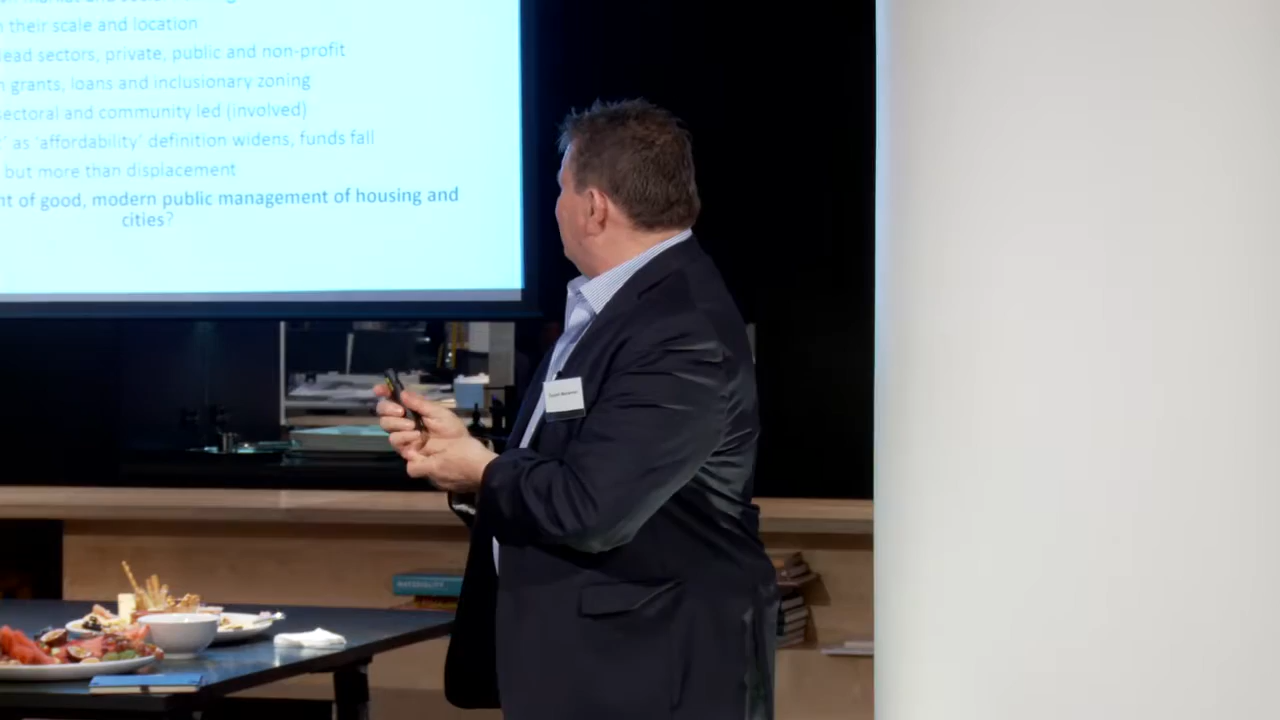 their scale and location
lead sectors, private, public and non-profit
grants, loans and inclusionary zoning
sectoral and community led (involved)
as 'affordability' definition widens, funds fall
but more than displacement
of good, modern public management of housing and
cities?